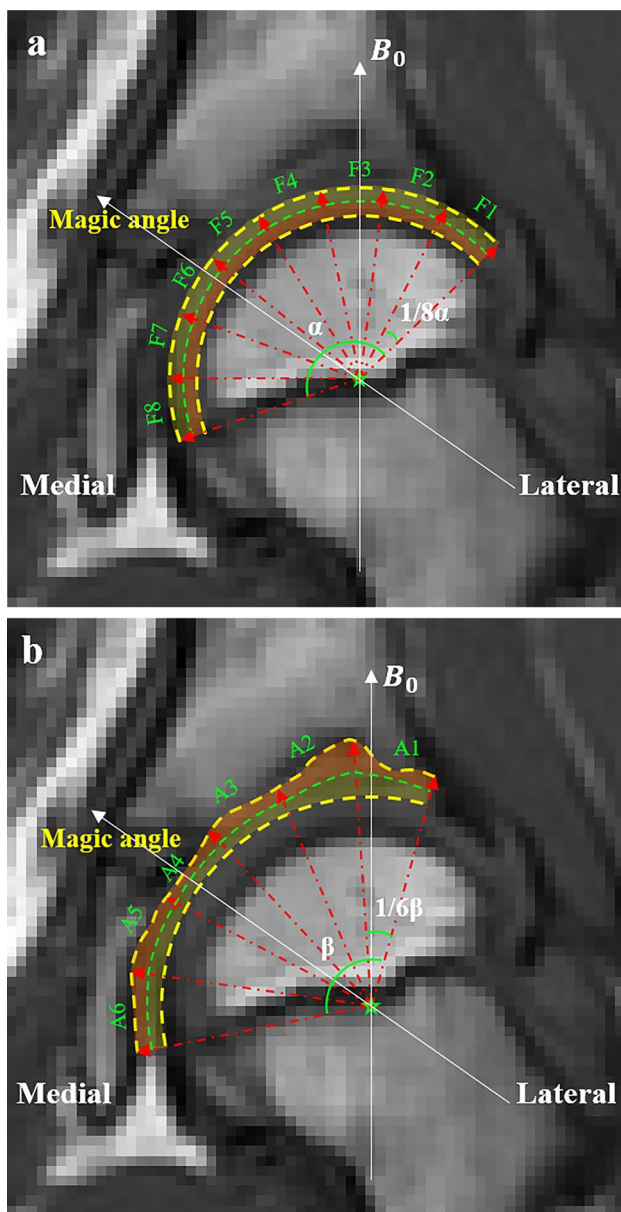 a
B₀
F3
F4
F2
F1
Magic angle
F5
F6
1/8α
α
F7
F8
Medial
Lateral
b
B₀
A1
A2
A3
Magic angle
A4
1/6β
A5
β
A6
Medial
Lateral